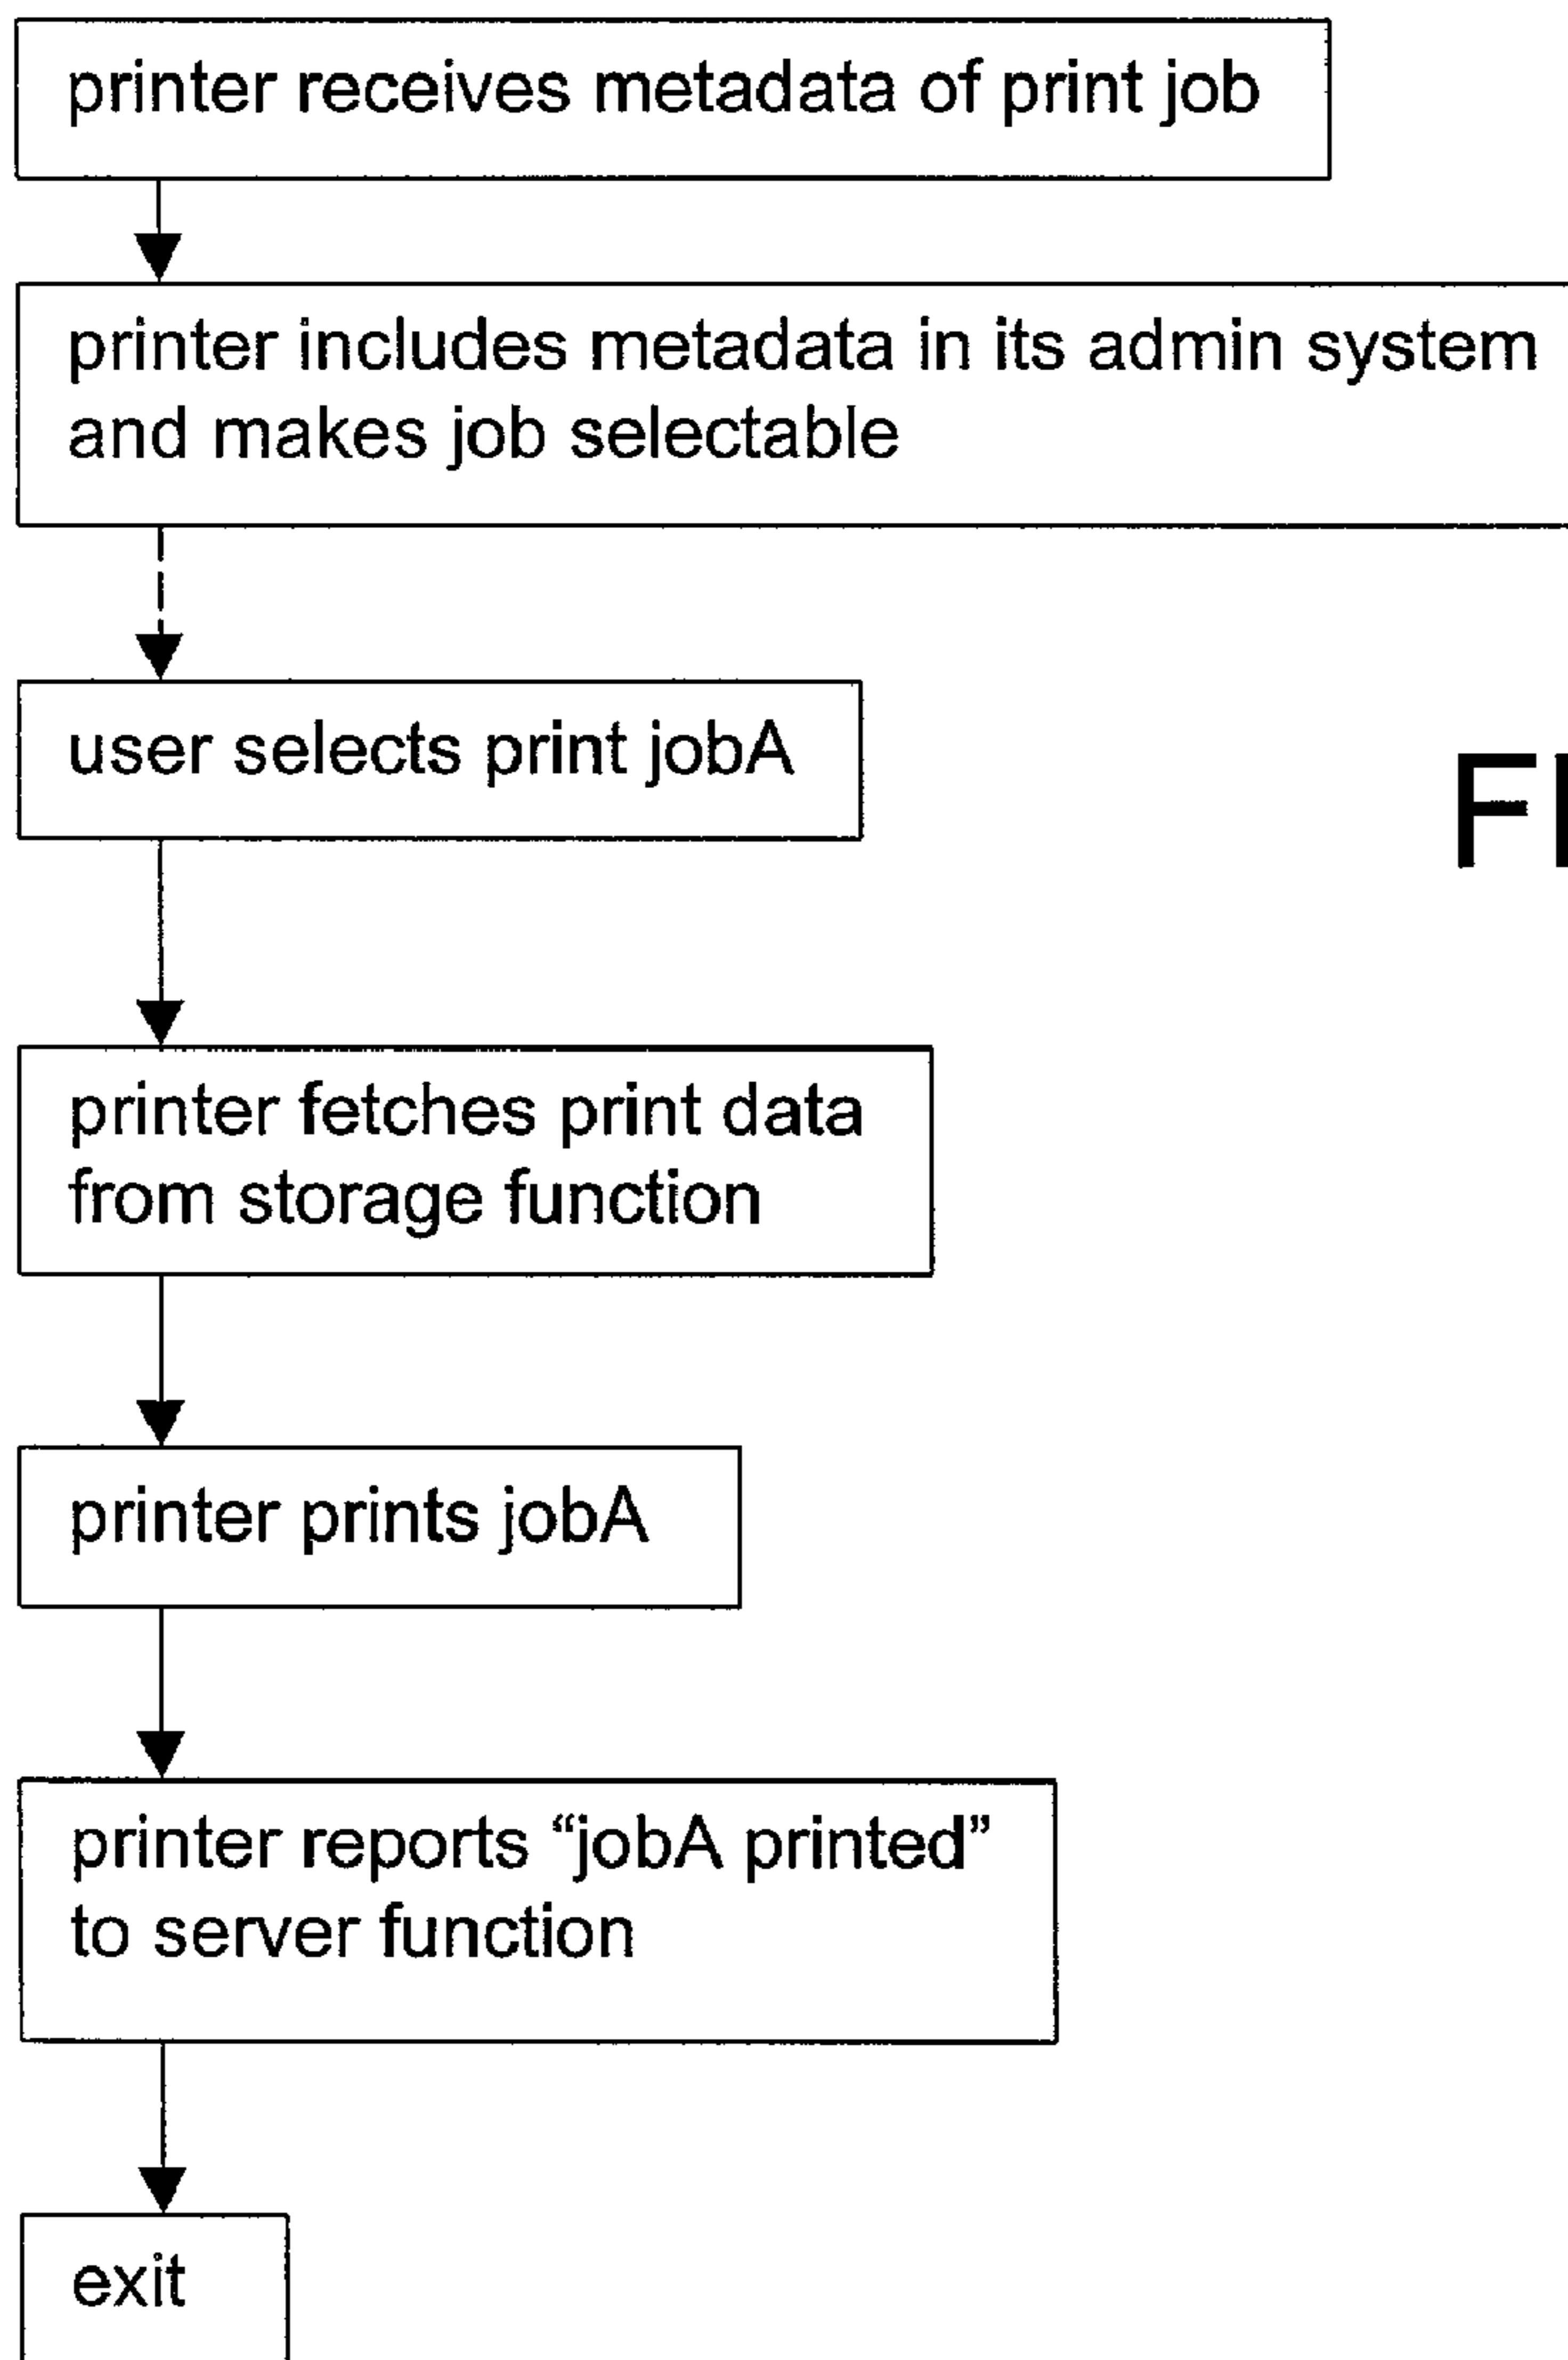 printer receives metadata of print job
printer includes metadata in its admin system
and makes job selectable
user selects print jobA
printer fetches print data
from storage function
printer prints jobA
printer reports “jobA printed”
to server function
exit